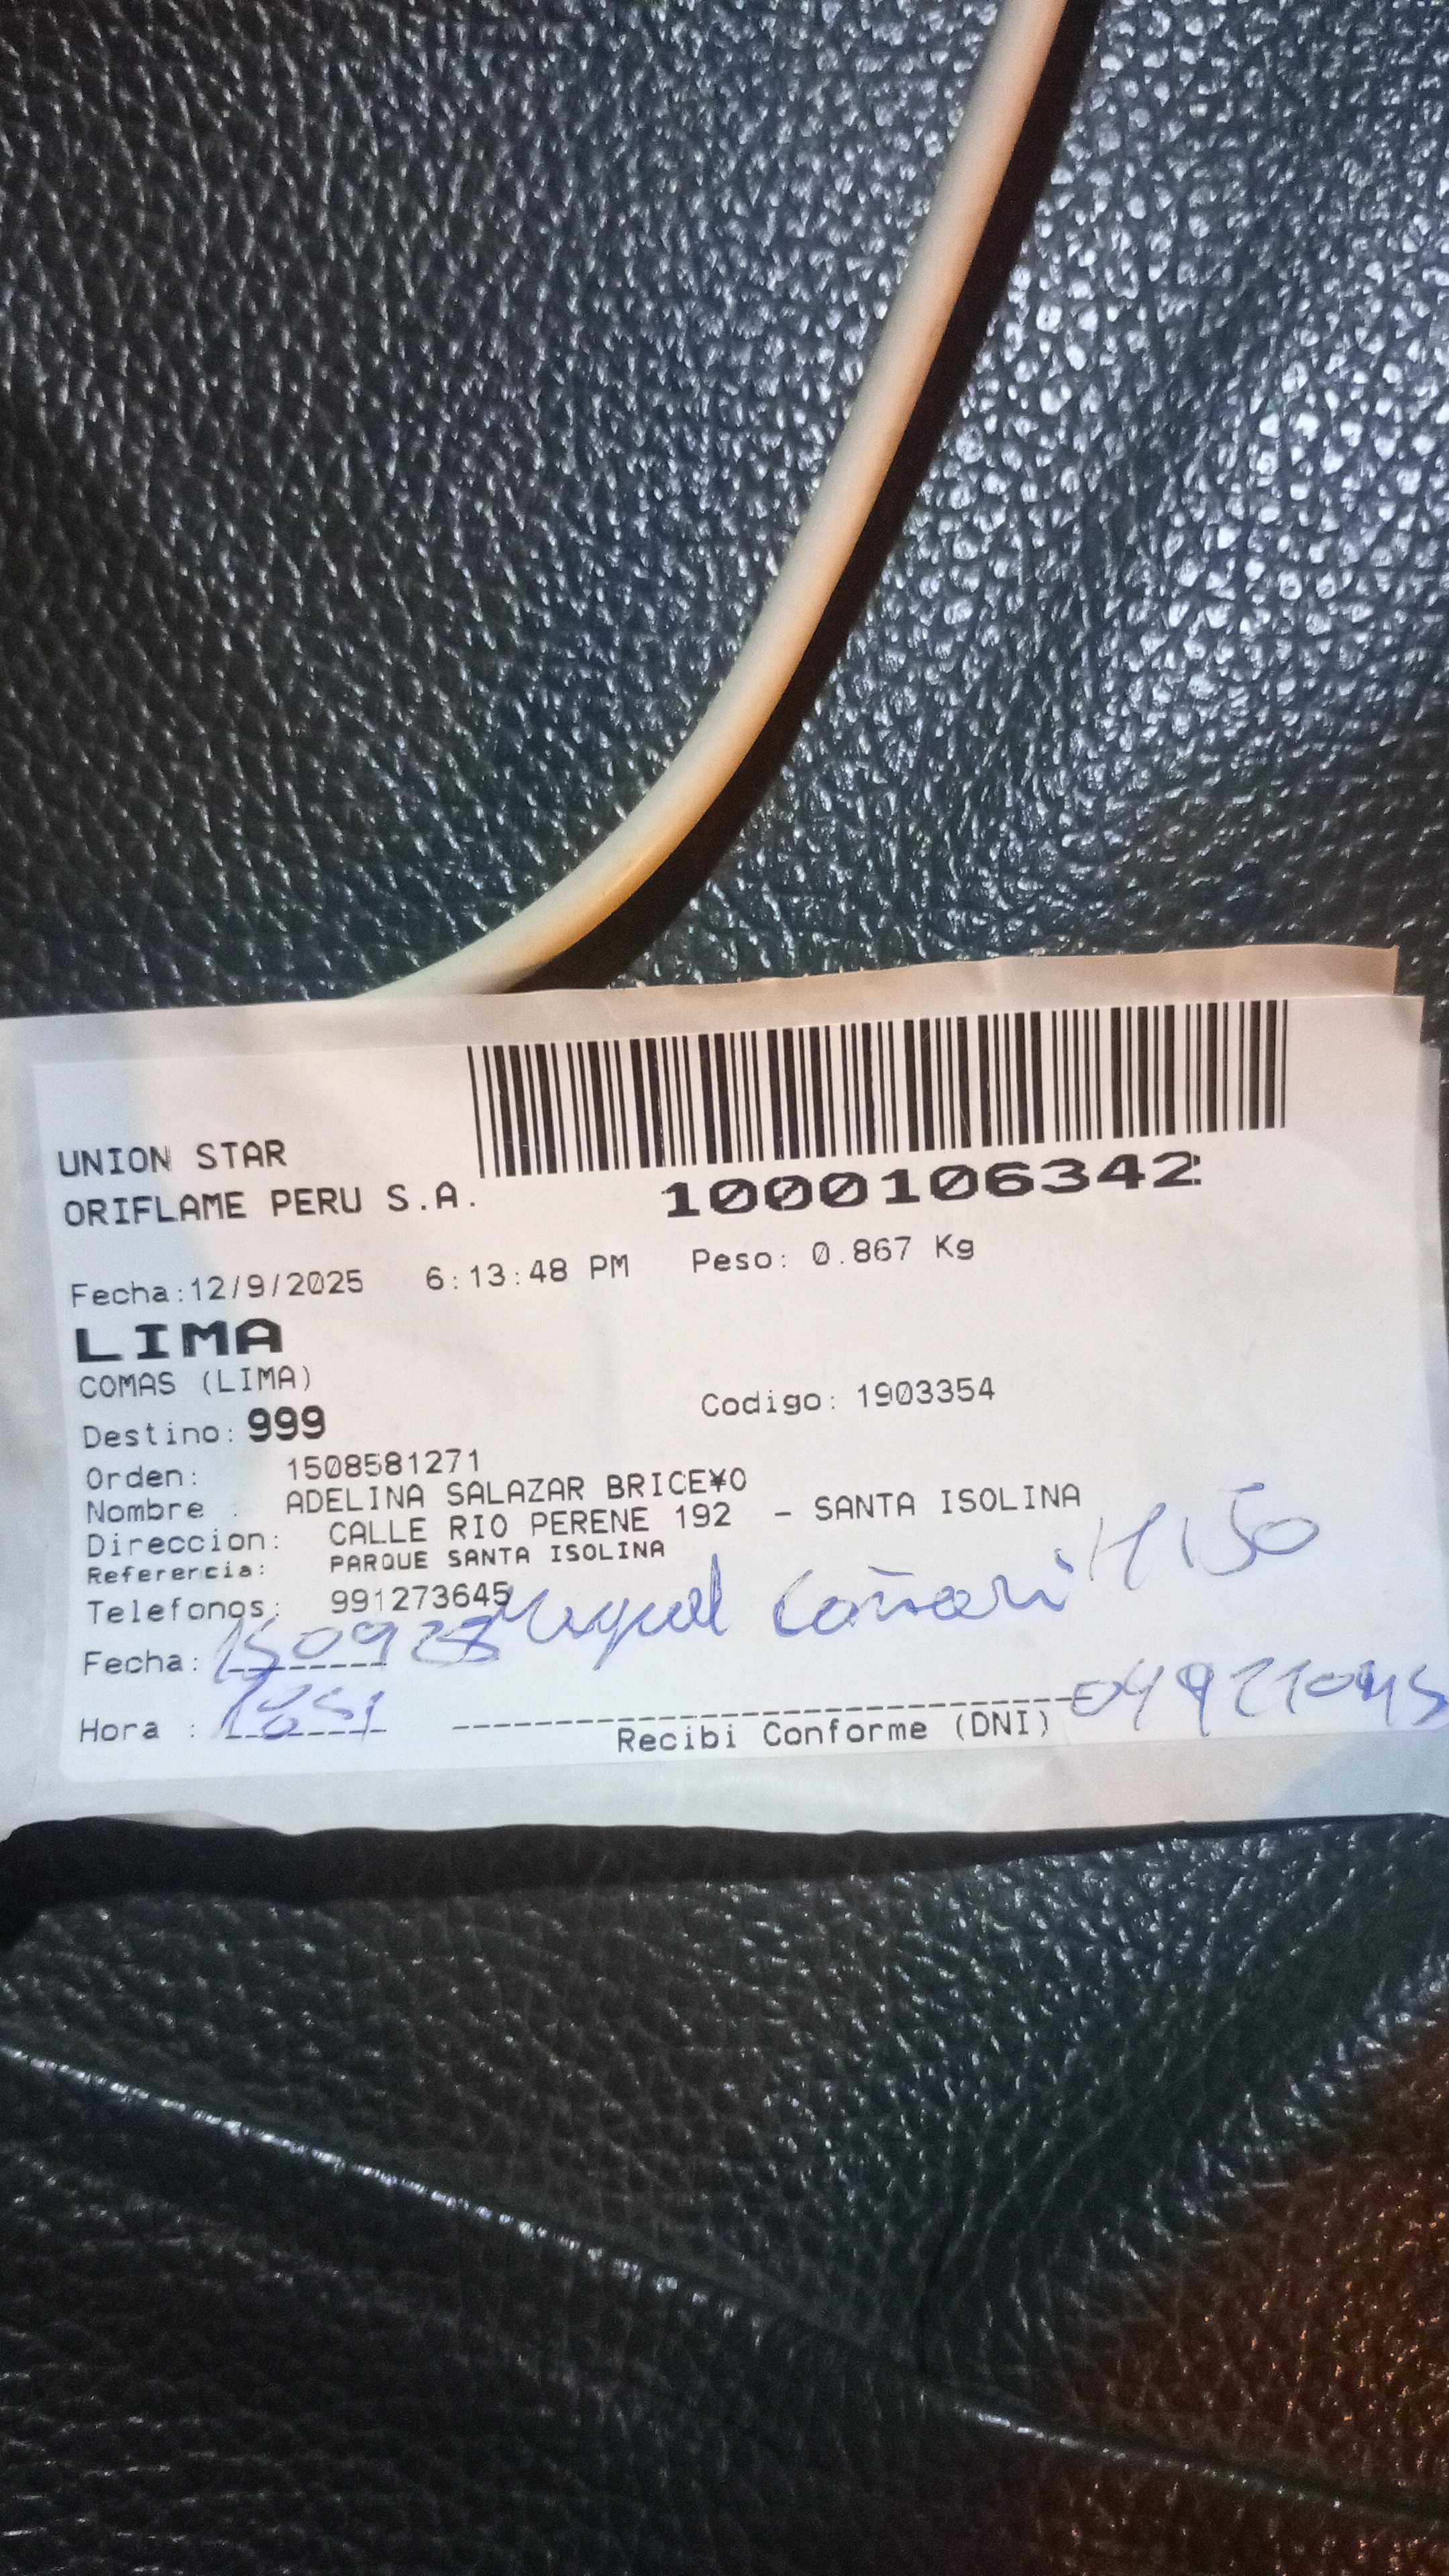 UNION STAR
ORIFLAME PERU S.A.
1000106342
Fecha:12/9/2025 6:13:48 PM Peso: 0.867 Kg
LIMA
COMAS (LIMA)
Destino: 999 Codigo: 1903354
Orden: 1508581271
Nombre : ADELINA SALAZAR BRICE¥O
Direccion: CALLE RIO PERENE 192 - SANTA ISOLINA
Referercia: PARQUE SANTA ISOLINA
Telefonos: 991273645
Miguel
Fecha:
Hora :
Recibi Conforme (DNI)